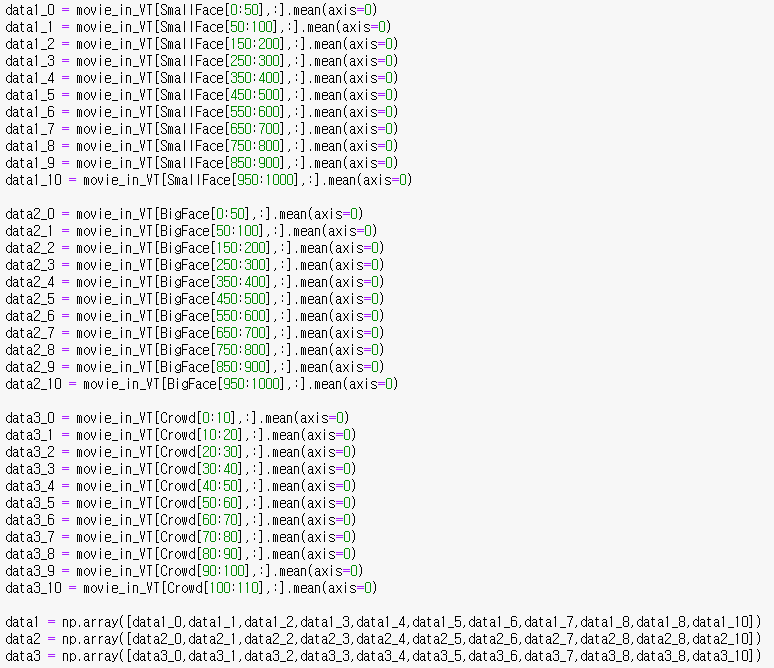 data1_0 = movie_in_VT[SmallFace[0:50],:].mean(axis=0)
data1_1 = movie_in_VT[SmallFace[50:100],:].mean(axis=0)
data1_2 = movie_in_VT[SmallFace[150:200],:].mean(axis=0)
data1_3 = movie_in_VT[SmallFace[250:300],:].mean(axis=0)
data1_4 = movie_in_VT[SmallFace[350:400],:].mean(axis=0)
data1_5 = movie_in_VT[SmallFace[450:500],:].mean(axis=0)
data1_6 = movie_in_VT[SmallFace[550:600],:].mean(axis=0)
data1_7 = movie_in_VT[SmallFace[650:700],:].mean(axis=0)
data1_8 = movie_in_VT[SmallFace[750:800],:].mean(axis=0)
data1_9 = movie_in_VT[SmallFace[850:900],:].mean(axis=0)
data1_10 = movie_in_VT[SmallFace[950:1000],:].mean(axis=0)
data2_0 = movie_in_VT[BigFace[0:50],:].mean(axis=0)
data2_1 = movie_in_VT[BigFace[50:100],:].mean(axis=0)
data2_2 = movie_in_VT[BigFace[150:200],:].mean(axis=0)
data2_3 = movie_in_VT[BigFace[250:300],:].mean(axis=0)
data2_4 = movie_in_VT[BigFace[350:400],:].mean(axis=0)
data2_5 = movie_in_VT[BigFace[450:500],:].mean(axis=0)
data2_6 = movie_in_VT[BigFace[550:600],:].mean(axis=0)
data2_7 = movie_in_VT[BigFace[650:700],:].mean(axis=0)
data2_8 = movie_in_VT[BigFace[750:800],:].mean(axis=0)
data2_9 = movie_in_VT[BigFace[850:900],:].mean(axis=0)
data2_10 = movie_in_VT[BigFace[950:1000],:].mean(axis=0)
data3_0 = movie_in_VT[Crowd[0:10],:].mean(axis=0)
data3_1 = movie_in_VT[Crowd[10:20],:].mean(axis=0)
data3_2 = movie_in_VT[Crowd[20:30],:].mean(axis=0)
data3_3 = movie_in_VT[Crowd[30:40],:].mean(axis=0)
data3_4 = movie_in_VT[Crowd[40:50],:].mean(axis=0)
data3_5 = movie_in_VT[Crowd[50:60],:].mean(axis=0)
data3_6 = movie_in_VT[Crowd[60:70],:].mean(axis=0)
data3_7 = movie_in_VT[Crowd[70:80],:].mean(axis=0)
data3_8 = movie_in_VT[Crowd[80:90],:].mean(axis=0)
data3_9 = movie_in_VT[Crowd[90:100],:].mean(axis=0)
data3_10 = movie_in_VT[Crowd[100:110],:].mean(axis=0)
data1 = np.array([data1_0,data1_1,data1_2,data1_3,data1_4,data1_5,data1_6,data1_7,data1_8,data1_8,data1_10])
data2 = np.array([data2_0,data2_1,data2_2,data2_3,data2_4,data2_5,data2_6,data2_7,data2_8,data2_8,data2_10])
data3 = np.array([data3_0,data3_1,data3_2,data3_3,data3_4,data3_5,data3_6,data3_7,data3_8,data3_8,data3_10])